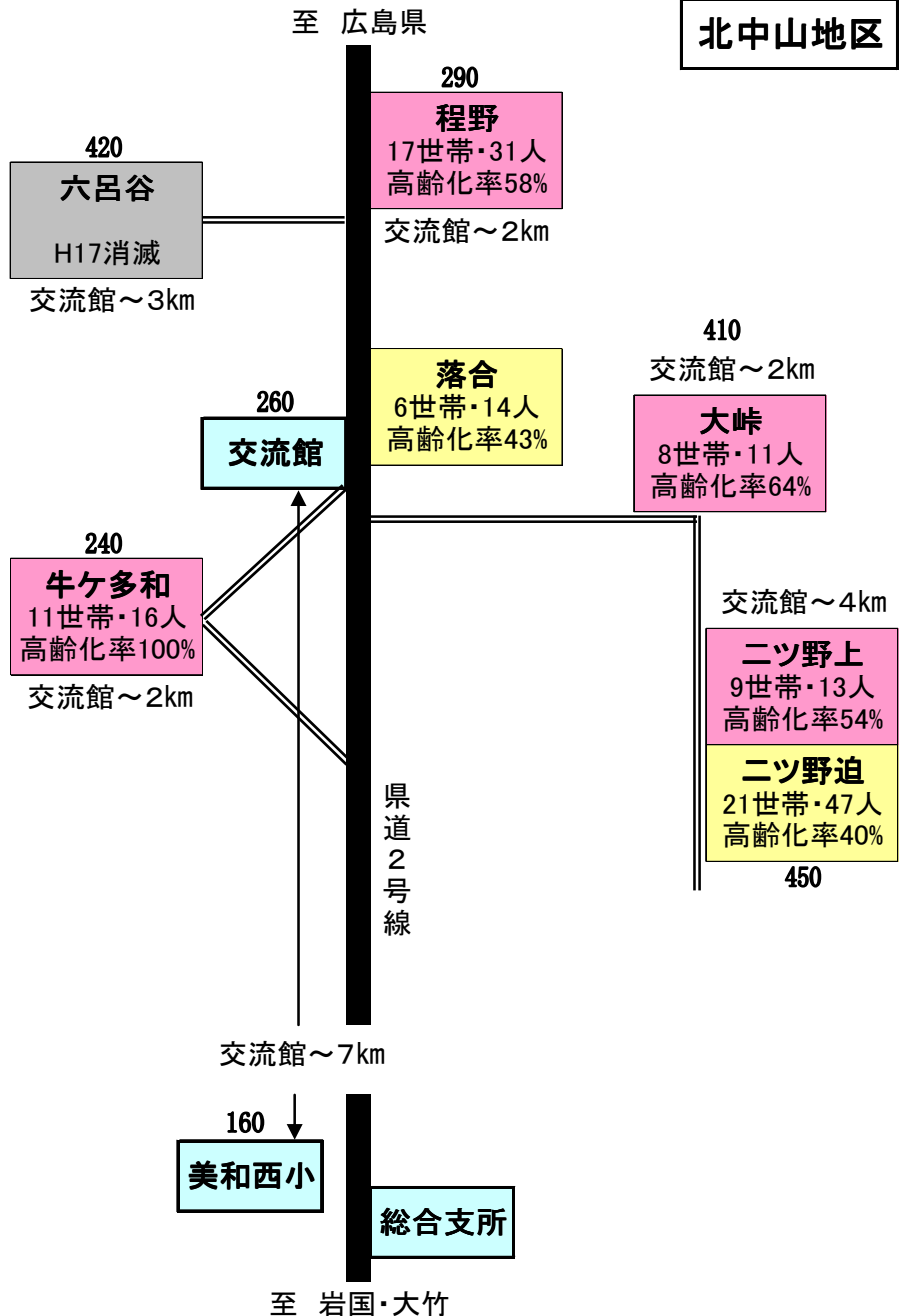 至 広島県
北中山地区
290
程野
17世帯・31人
高齢化率58%
交流館～2㎞
420
六呂谷
H17消滅
交流館～3㎞
落合
6世帯・14人
高齢化率43%
260
交流館
410
交流館～2㎞
大峠
8世帯・11人
高齢化率64%
240
牛ケ多和
11世帯・16人
高齢化率100%
交流館～2㎞
交流館～4㎞
二ツ野上
9世帯・13人
高齢化率54%
二ツ野迫
21世帯・47人
高齢化率40%
450
県道2号線
交流館～7㎞
160
美和西小
総合支所
至 岩国・大竹